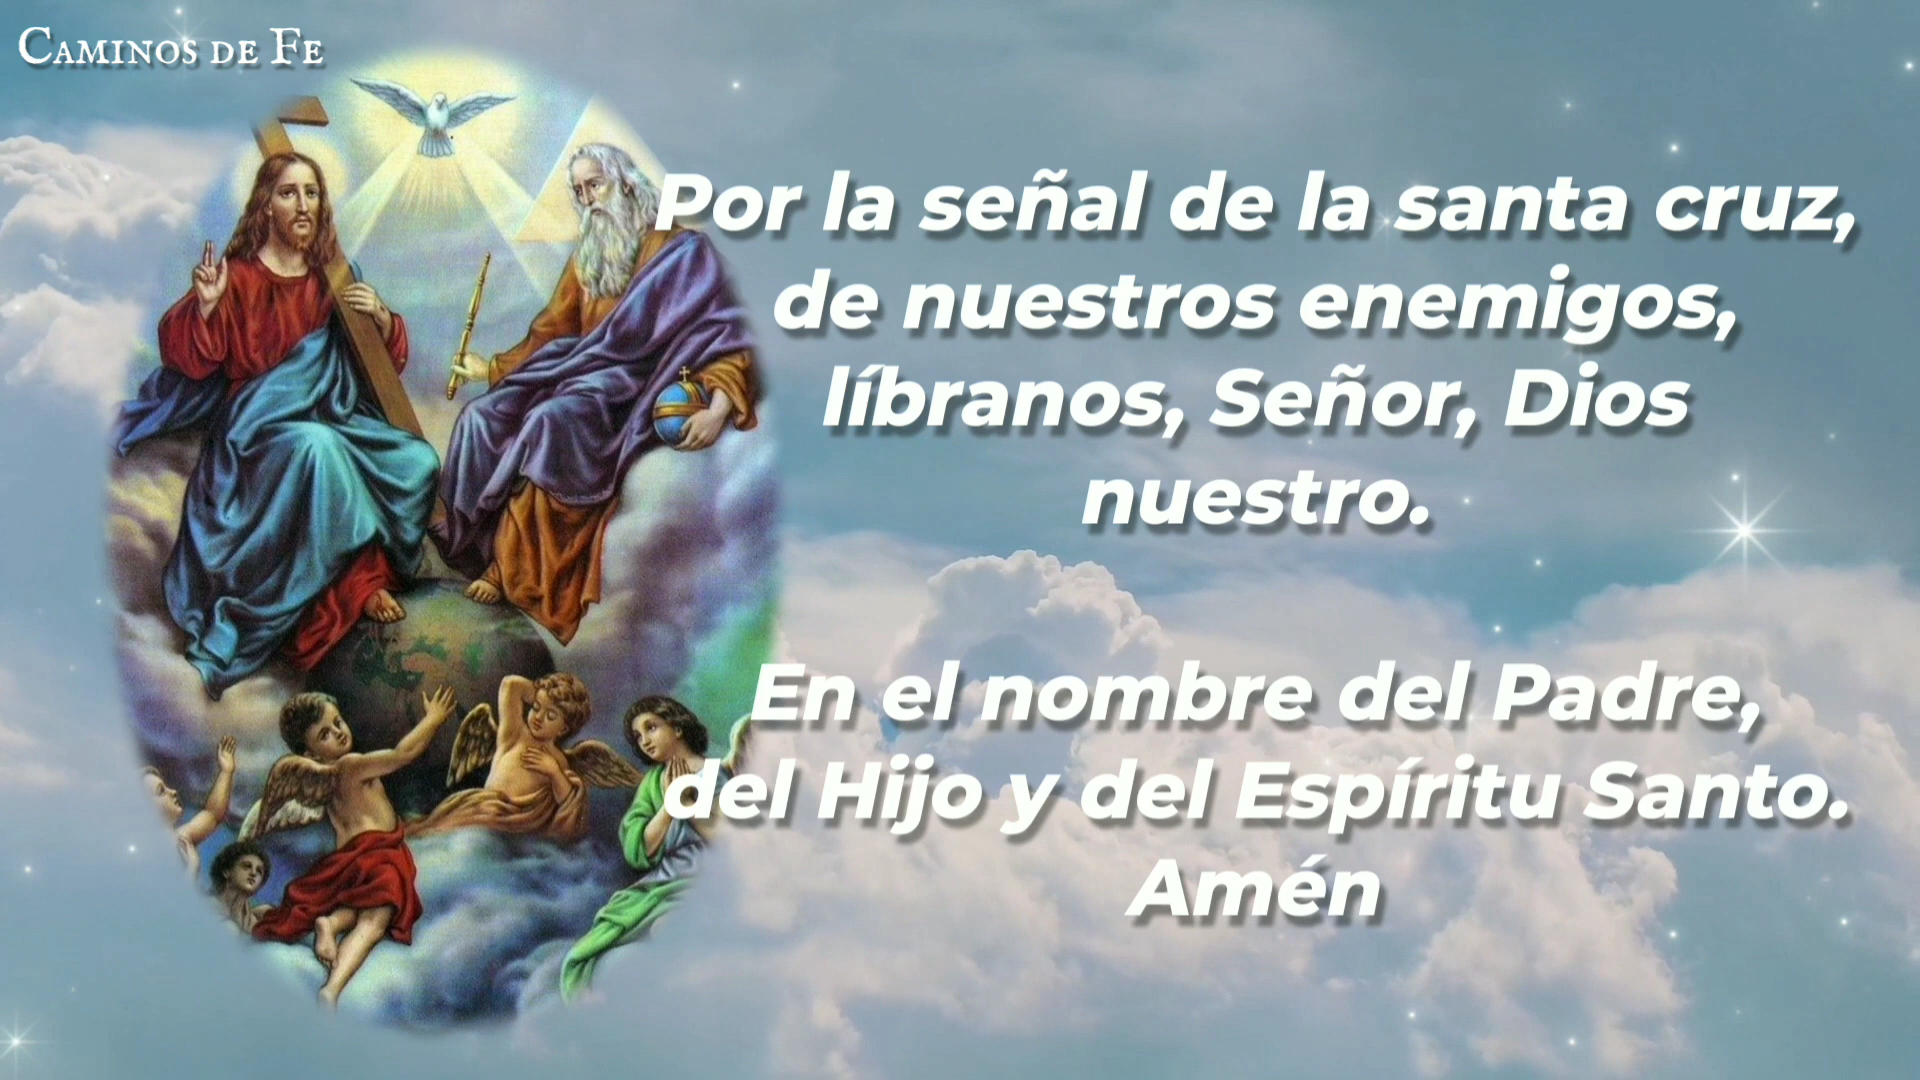 Caminos de Fe
Por la señal de la santa cruz,
de nuestros enemigos,
líbranos, Señor, Dios
nuestro.
En el nombre del Padre,
del Hijo y del Espíritu Santo.
Amén